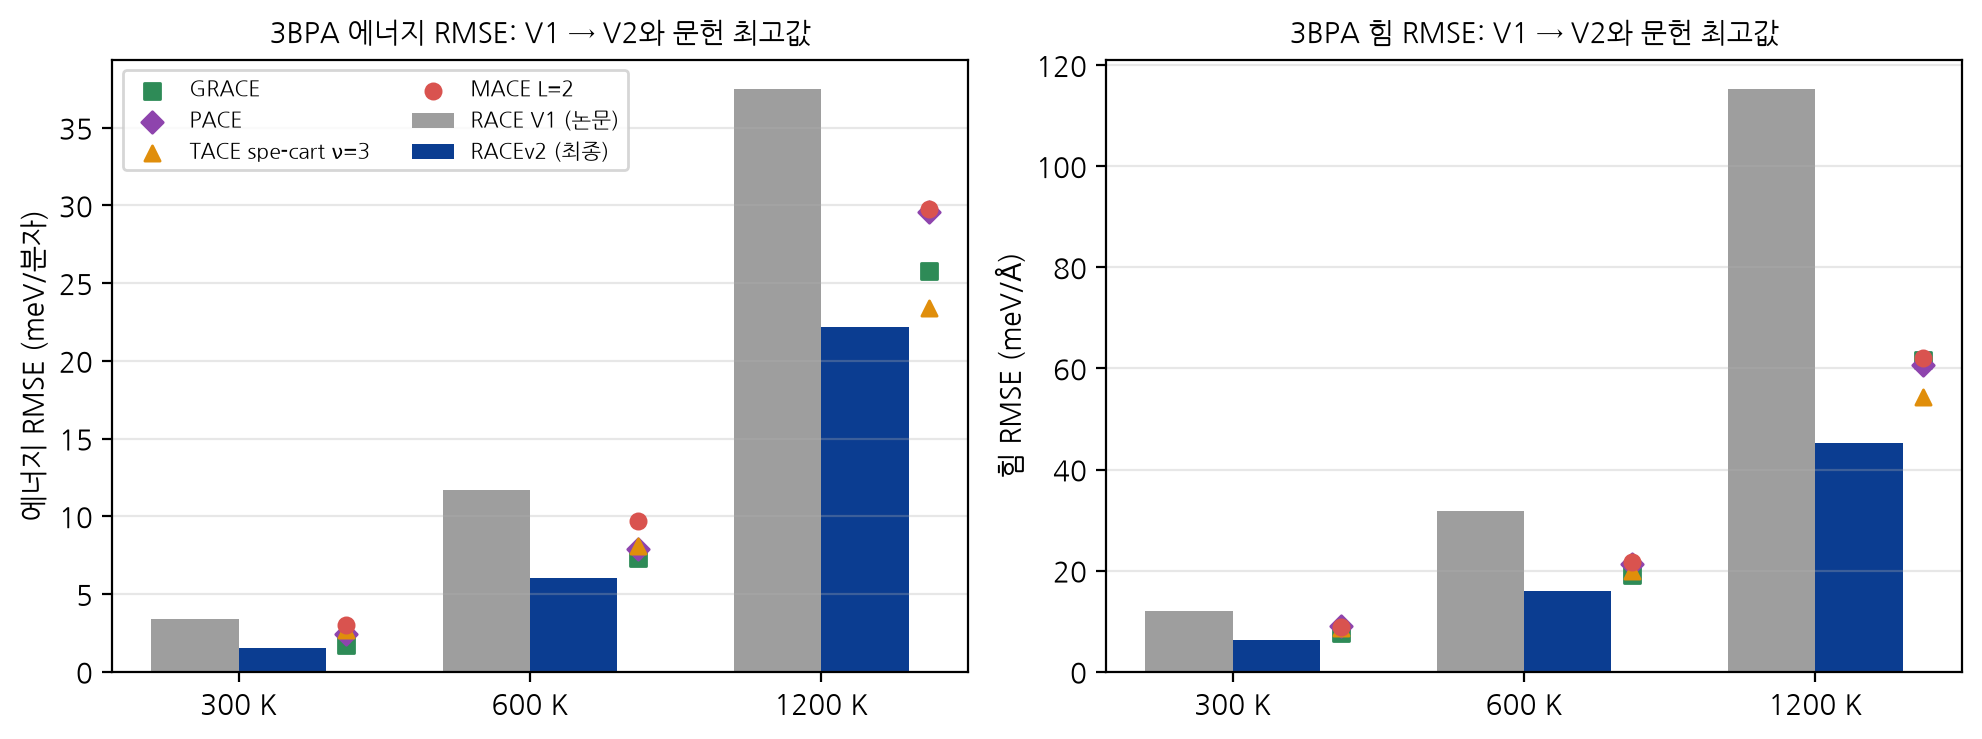 3BPA 에너지 RMSE: V1 → V2와 문헌 최고값
GRACE
PACE
TACE spe-cart ν=3
MACE L=2
RACE V1 (논문)
RACEv2 (최종)
에너지 RMSE (meV/분자)
35
30
25
20
15
10
5
0
300 K
600 K
1200 K
3BPA 힘 RMSE: V1 → V2와 문헌 최고값
힘 RMSE (meV/Å)
120
100
80
60
40
20
0
300 K
600 K
1200 K